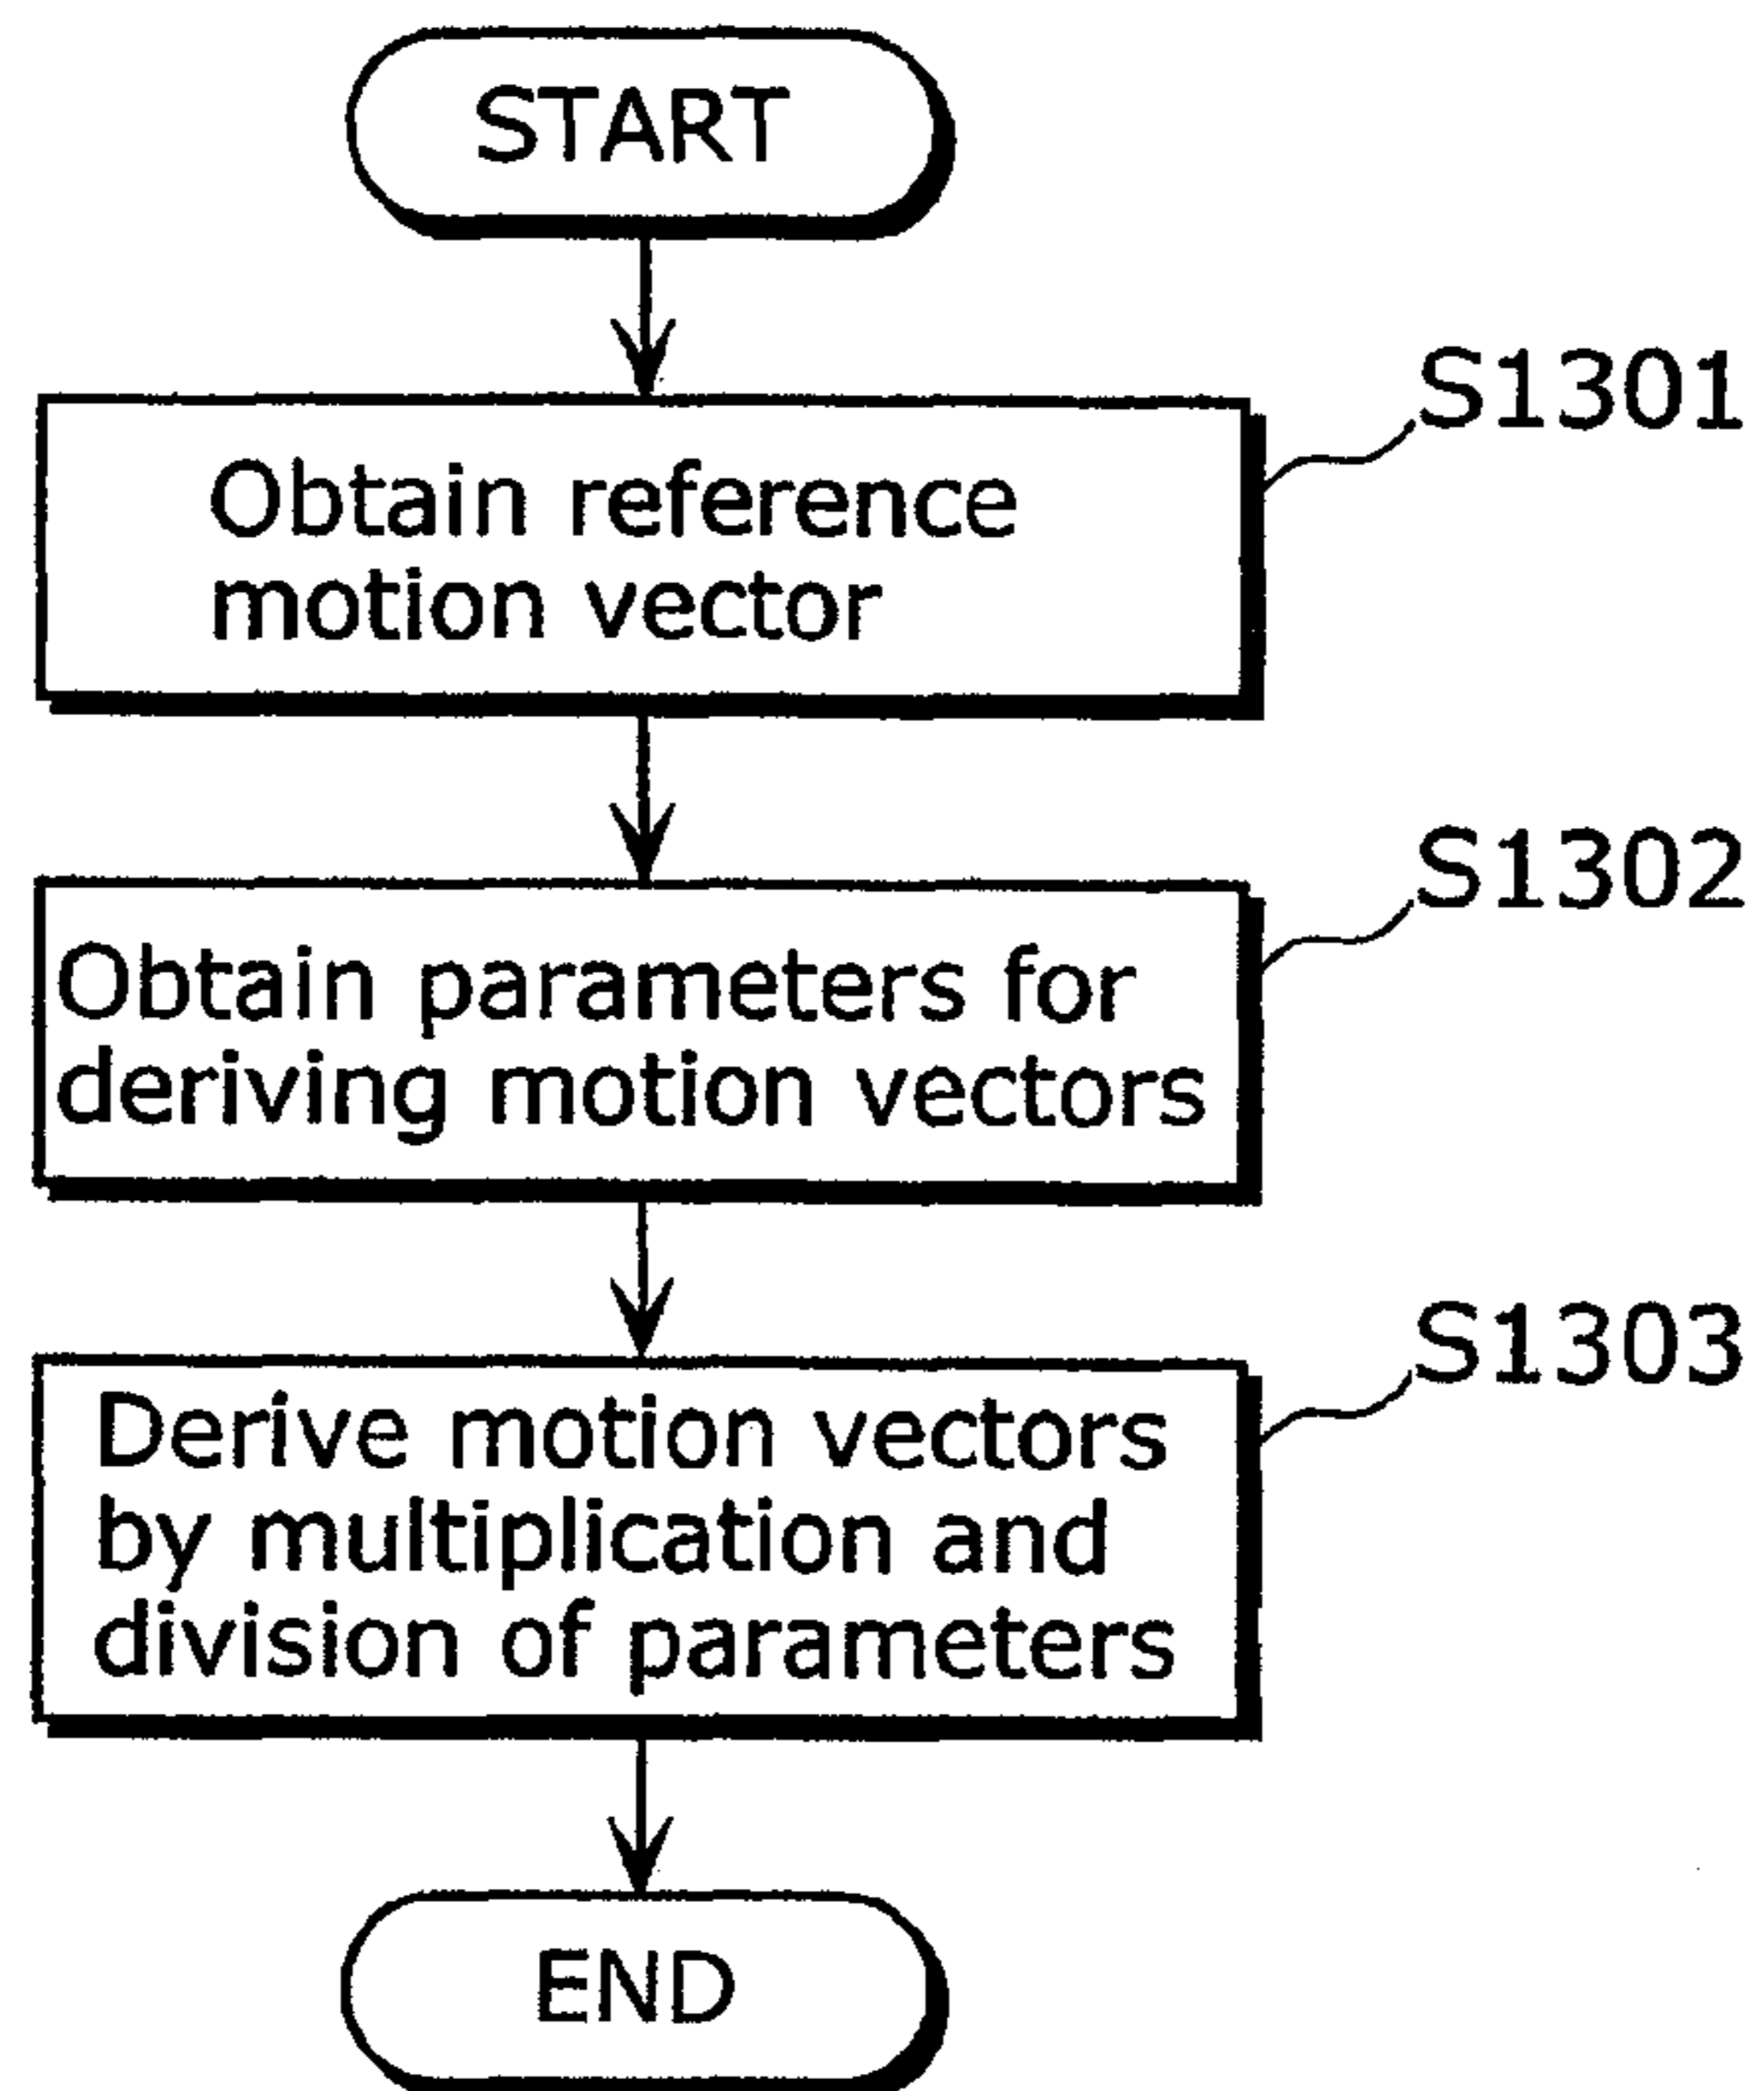 START
S1301
Obtain reference
motion vector
S1302
Obtain parameters for
deriving motion vectors
S1303
Derive motion vectors
by multiplication and
division of parameters
END